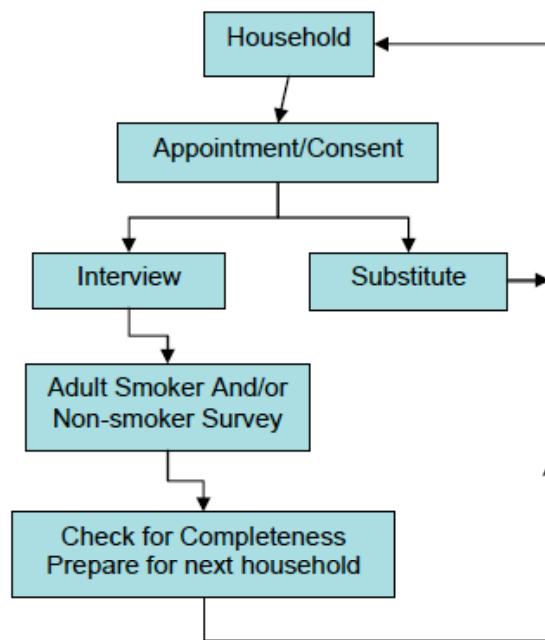 Household
Appointment/Consent
Interview
Substitute
Adult Smoker And/or
Non-smoker Survey
Check for Completeness
Prepare for next household